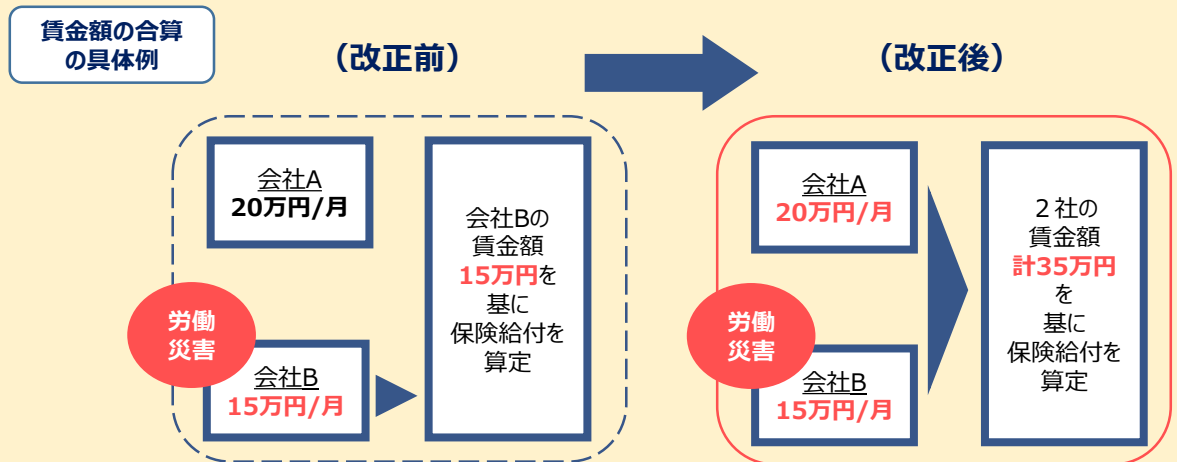 賃金額の合算
の具体例
（改正前）
会社A
20万円/月
労働
災害
会社B
15万円/月
会社Bの
賃金額
15万円を
基に
保険給付を
算定
（改正後）
会社A
20万円/月
労働
災害
会社B
15万円/月
２社の
賃金額
計35万円
を
基に
保険給付を
算定